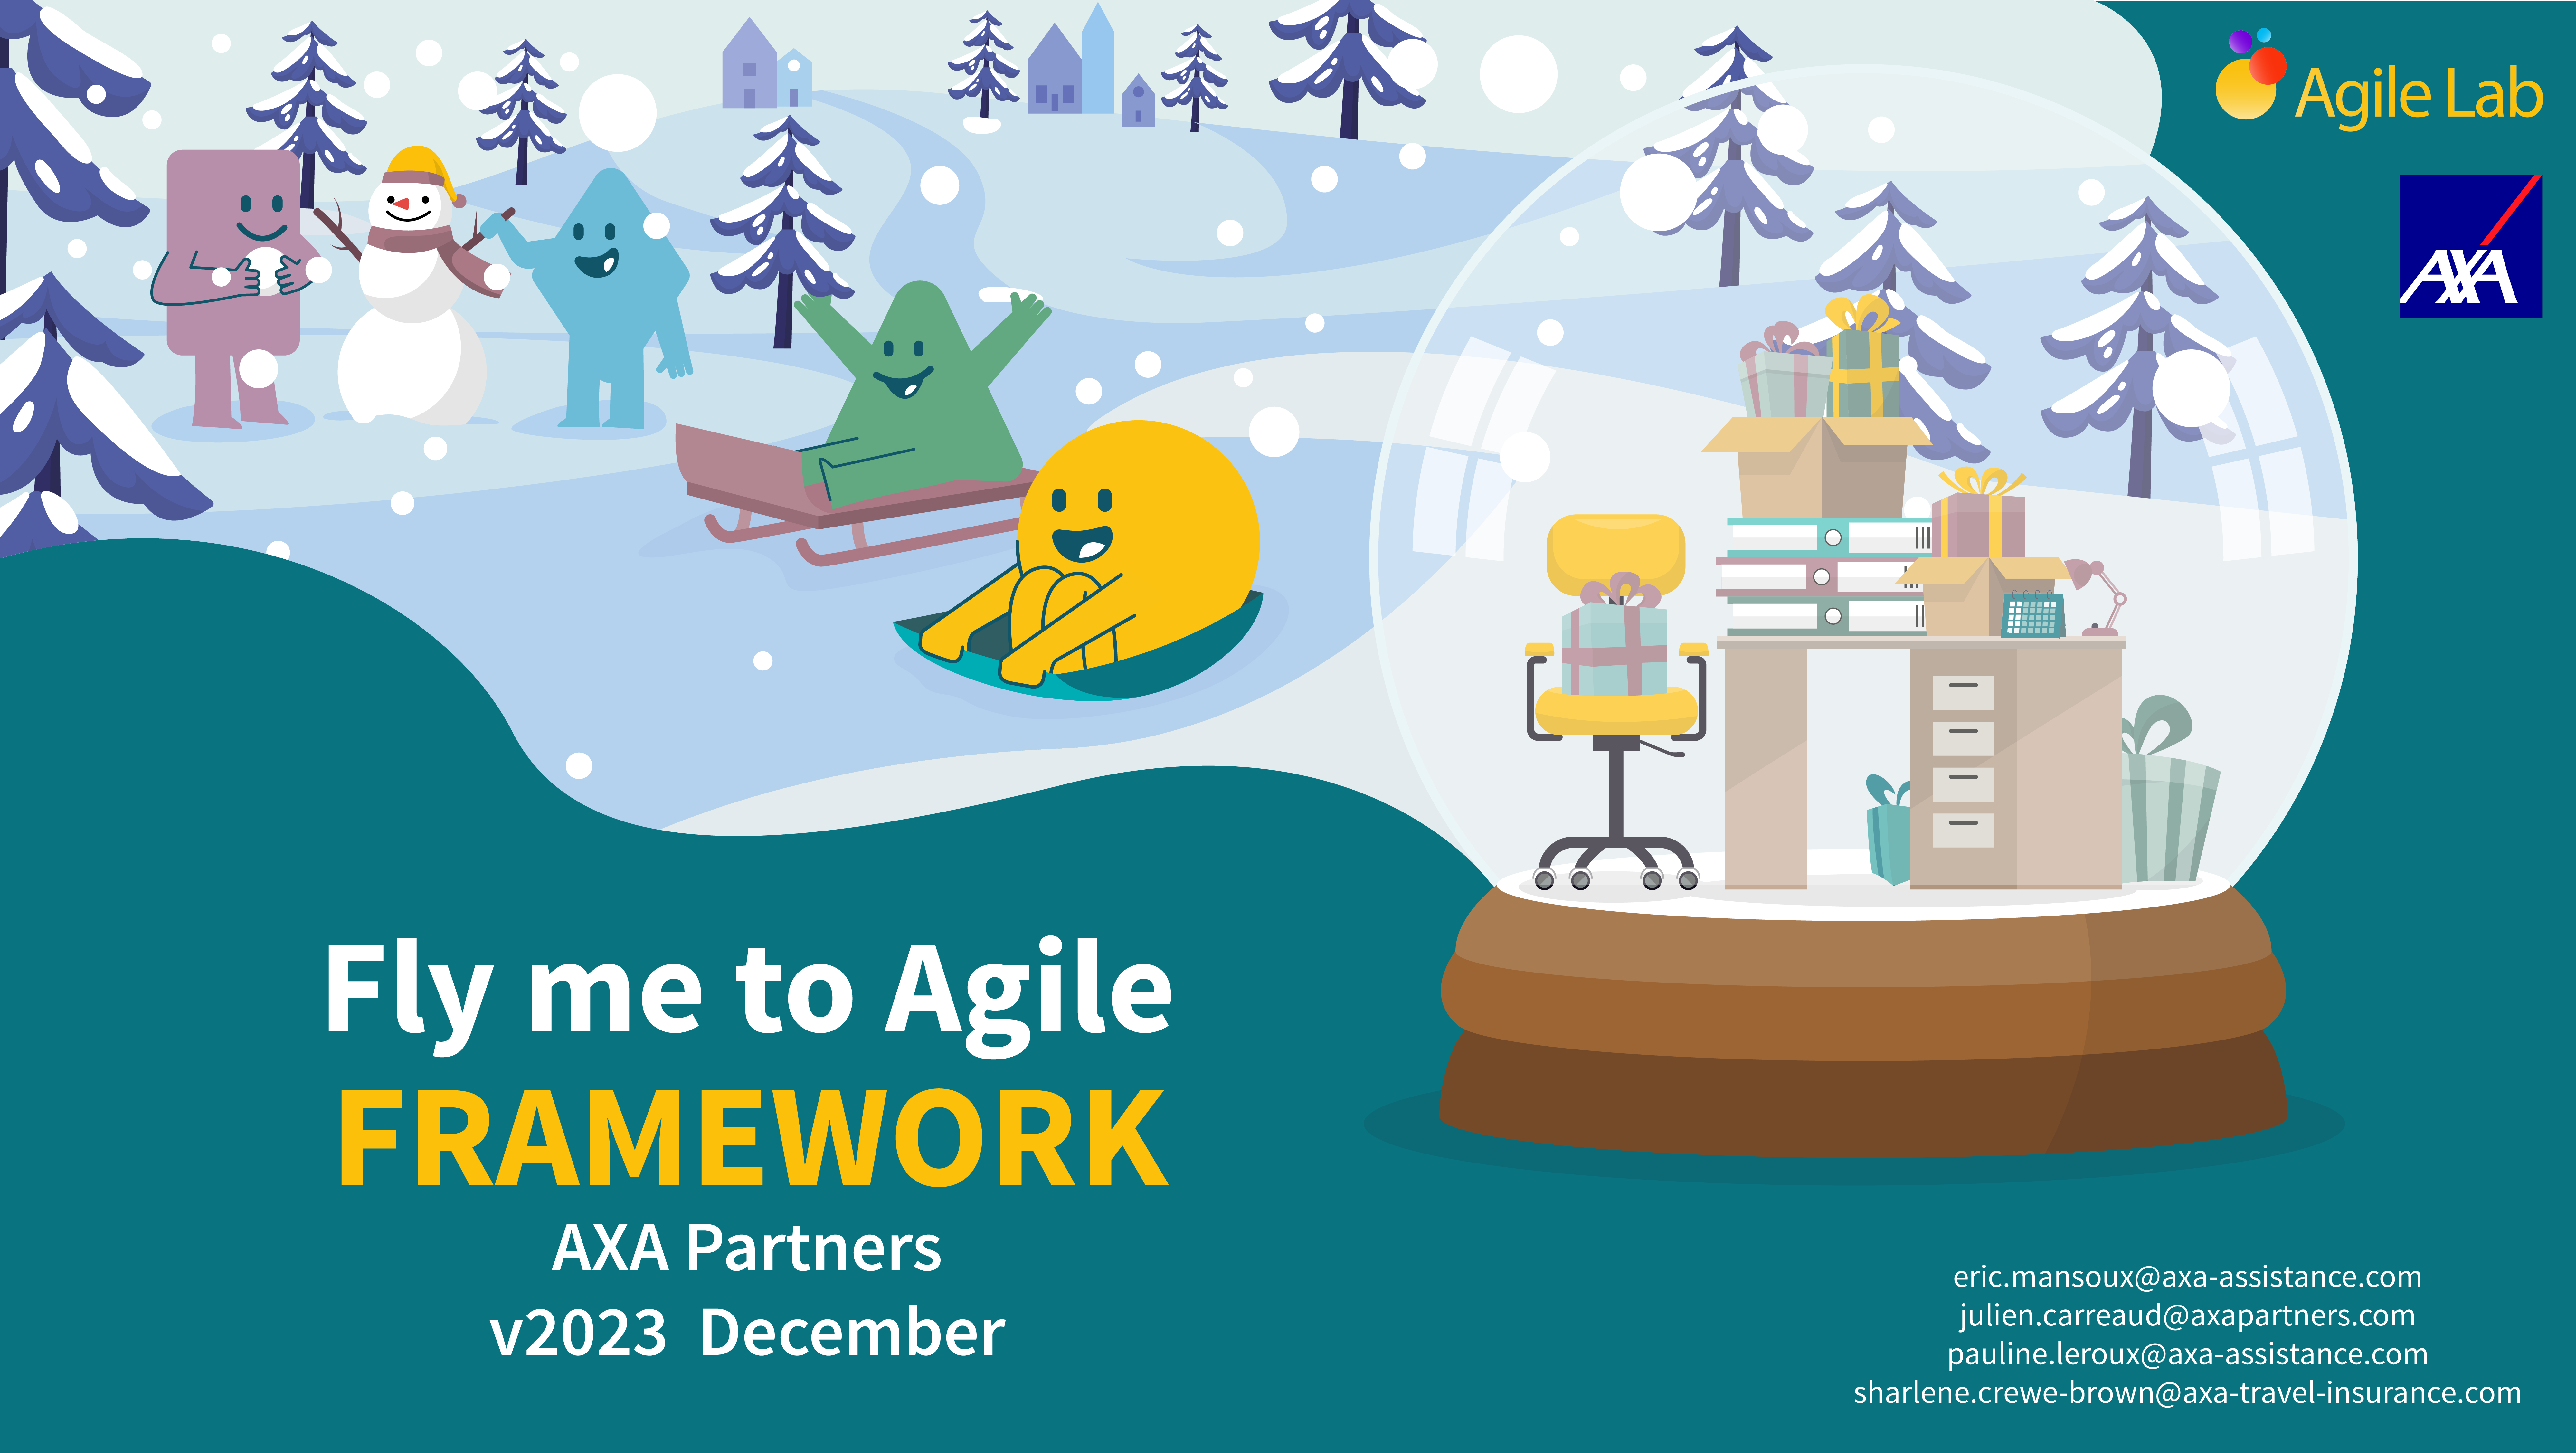 Agile Lab
AXA
Fly me to Agile
FRAMEWORK
AXA Partners
v2023  December
eric.mansoux@axa-assistance.com
julien.carreaud@axapartners.com
pauline.leroux@axa-assistance.com
sharlene.crewe-brown@axa-travel-insurance.com